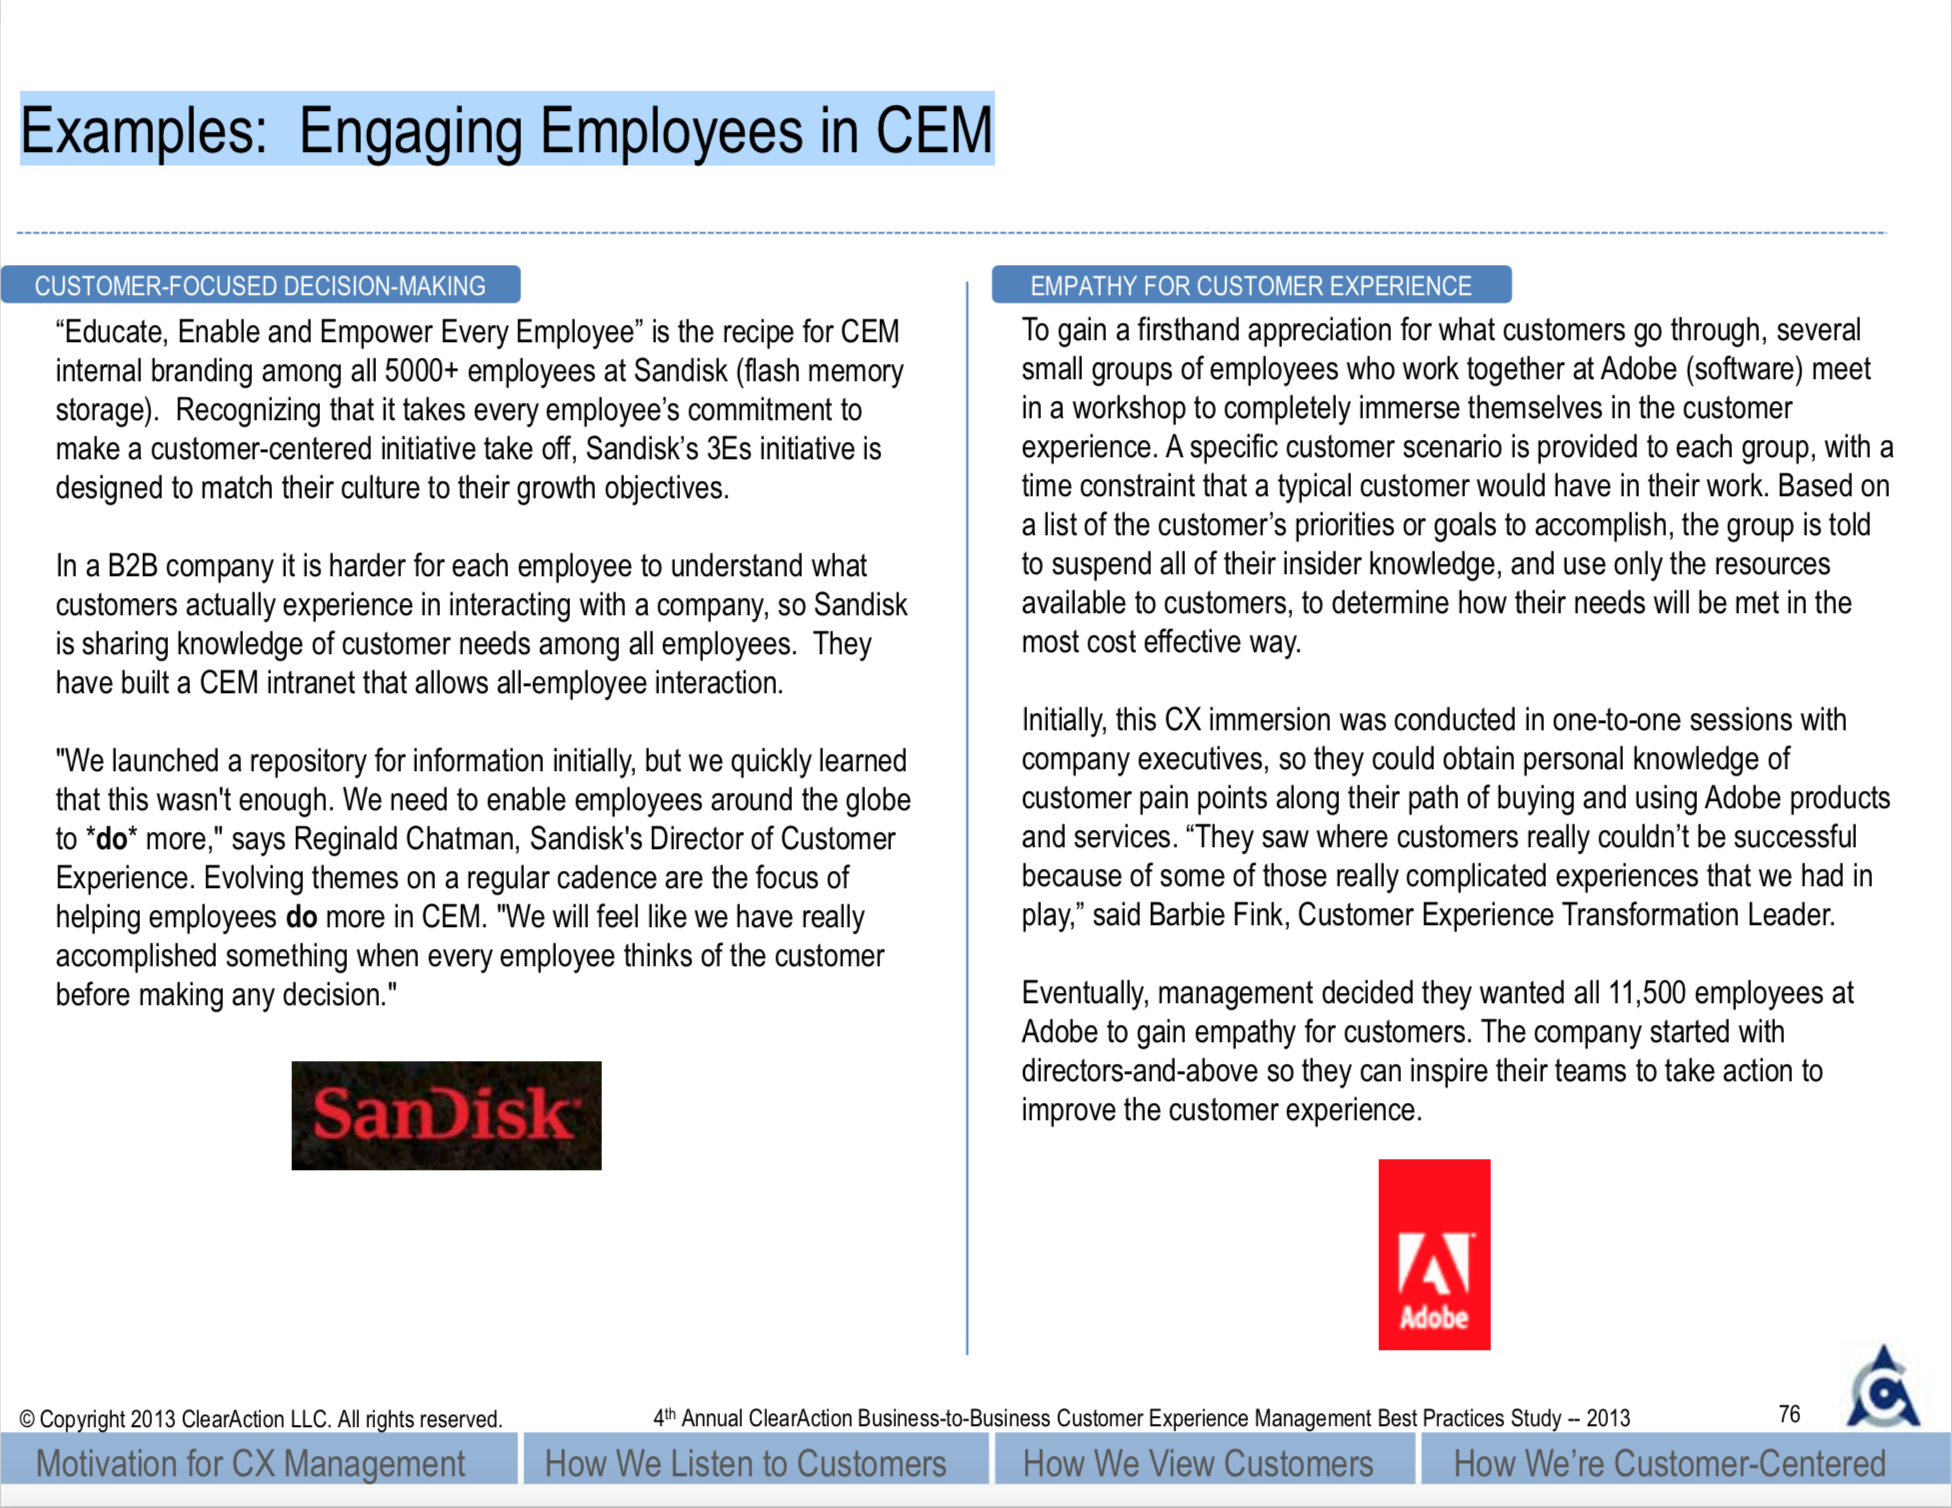 Examples:  Engaging Employees in CEM
CUSTOMER-FOCUSED DECISION-MAKING
“Educate, Enable and Empower Every Employee” is the recipe for CEM
internal branding among all 5000+ employees at Sandisk (flash memory
storage).  Recognizing that it takes every employee’s commitment to
make a customer-centered initiative take off, Sandisk’s 3Es initiative is
designed to match their culture to their growth objectives.
In a B2B company it is harder for each employee to understand what
customers actually experience in interacting with a company, so Sandisk
is sharing knowledge of customer needs among all employees.  They
have built a CEM intranet that allows all-employee interaction.
"We launched a repository for information initially, but we quickly learned
that this wasn't enough. We need to enable employees around the globe
to *do* more," says Reginald Chatman, Sandisk's Director of Customer
Experience. Evolving themes on a regular cadence are the focus of
helping employees do more in CEM. "We will feel like we have really
accomplished something when every employee thinks of the customer
before making any decision."
SanDisk
EMPATHY FOR CUSTOMER EXPERIENCE
To gain a firsthand appreciation for what customers go through, several
small groups of employees who work together at Adobe (software) meet
in a workshop to completely immerse themselves in the customer
experience. A specific customer scenario is provided to each group, with a
time constraint that a typical customer would have in their work. Based on
a list of the customer’s priorities or goals to accomplish, the group is told
to suspend all of their insider knowledge, and use only the resources
available to customers, to determine how their needs will be met in the
most cost effective way.
Initially, this CX immersion was conducted in one-to-one sessions with
company executives, so they could obtain personal knowledge of
customer pain points along their path of buying and using Adobe products
and services. “They saw where customers really couldn’t be successful
because of some of those really complicated experiences that we had in
play,” said Barbie Fink, Customer Experience Transformation Leader.
Eventually, management decided they wanted all 11,500 employees at
Adobe to gain empathy for customers. The company started with
directors-and-above so they can inspire their teams to take action to
improve the customer experience.
Adobe
© Copyright 2013 ClearAction LLC. All rights reserved.
4th Annual ClearAction Business-to-Business Customer Experience Management Best Practices Study -- 2013
76
Motivation for CX Management
How We Listen to Customers
How We View Customers
How We’re Customer-Centered